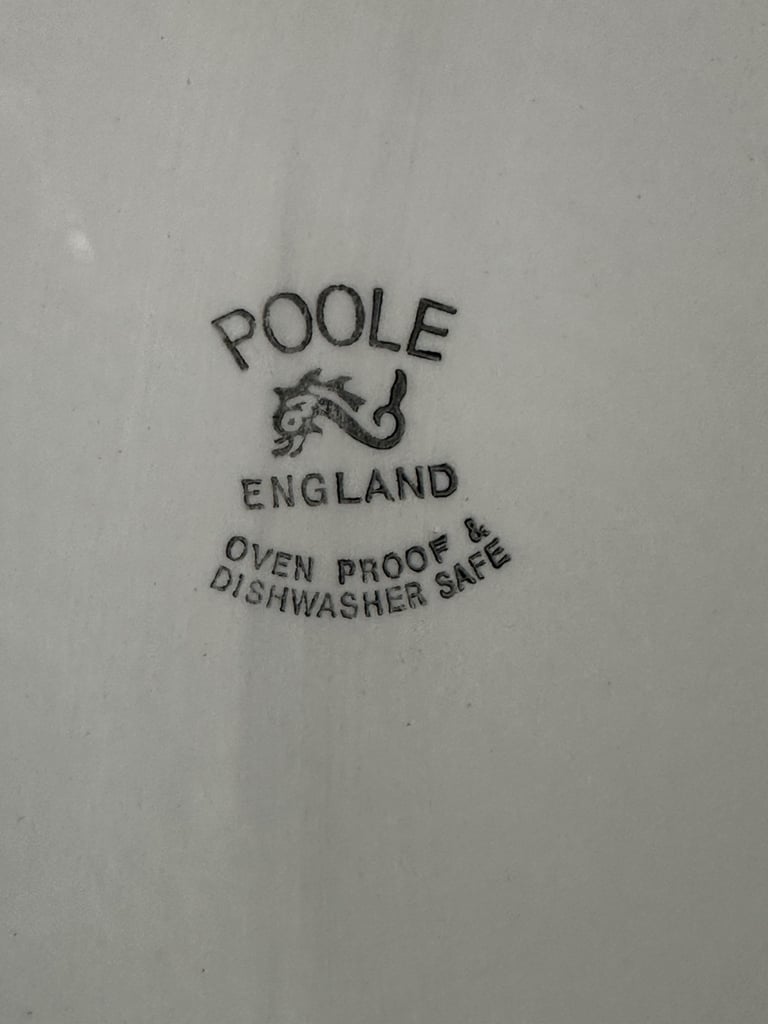 POOLE
ENGLAND
OVEN PROOF &
DISHWASHER SAFE